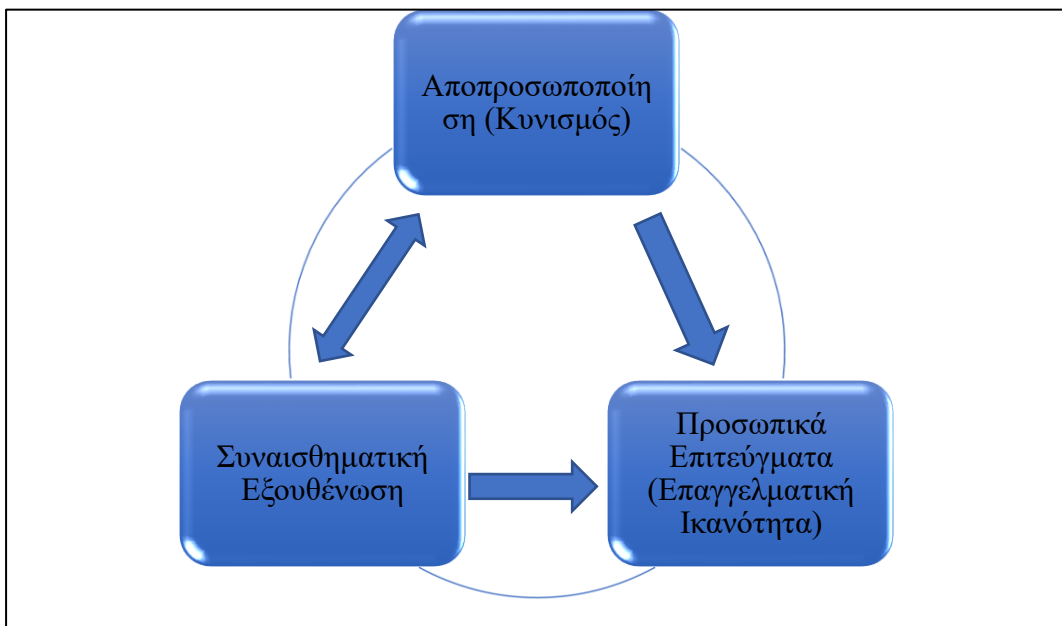 Αποπροσωποποίη
ση (Κυνισμός)
Συναισθηματική
Εξουθένωση
Προσωπικά
Επιτεύγματα
(Επαγγελματική
Ικανότητα)